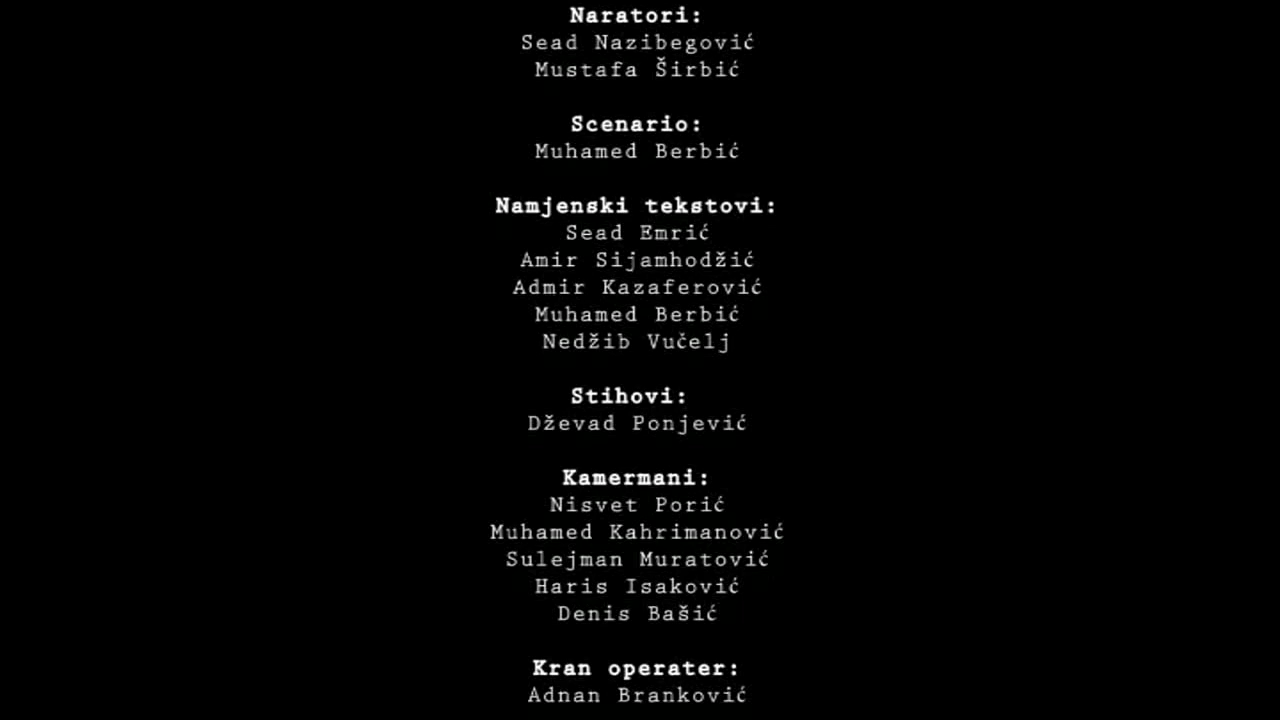 Naratori:
Sead Nazibegović
Mustafa Širbić
Scenario:
Muhamed Berbić
Namjenski tekstovi:
Sead Emrić
Amir Sijamhodžić
Admir Kazaferović
Muhamed Berbić
Nedžib Vučelj
Stihovi:
Dževad Ponjević
Kamermani:
Nisvet Porić
Muhamed Kahrimanović
Sulejman Muratović
Haris Isaković
Denis Bašić
Kran operater:
Adnan Branković